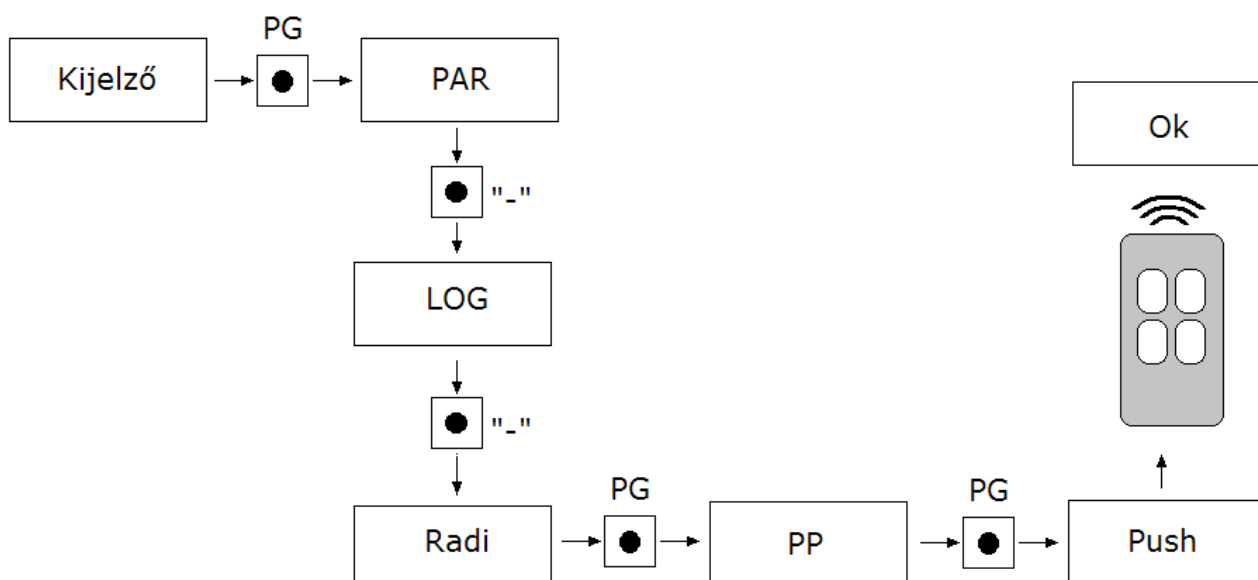 PG
Kijelző
PAR
"-"
LOG
"-"
Radi
PG
PP
PG
Push
Ok